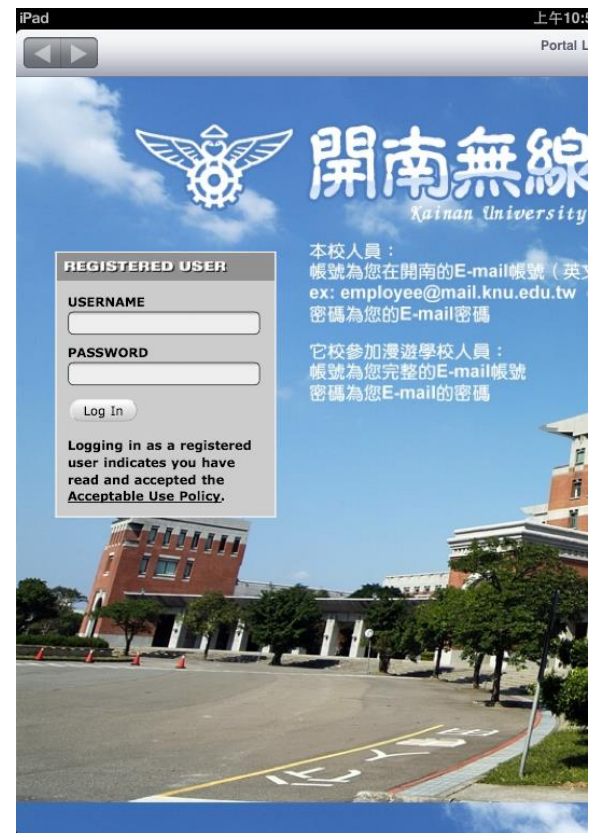 iPad
上午10:5
Portal L
開南無線
Kainan University
REGISTERED USER
USERNAME
PASSWORD
Log In
Logging in as a registered
user indicates you have
read and accepted the
Acceptable Use Policy.
本校人員：
帳號為您在開南的E-mail帳號（英文
ex: employee@mail.knu.edu.tw
密碼為您的E-mail密碼
它校參加漫遊學校人員：
帳號為您完整的E-mail帳號
密碼為您E-mail的密碼